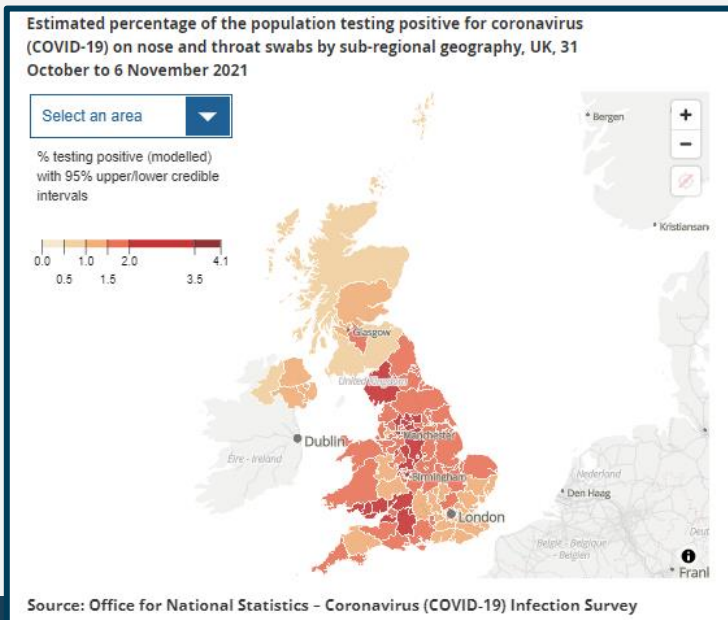 Estimated percentage of the population testing positive for coronavirus
(COVID-19) on nose and throat swabs by sub-regional geography, UK, 31
October to 6 November 2021
Select an area
% testing positive (modelled)
with 95% upper/lower credible
intervals
0.0 1.0 2.0 4.1
0.5 1.5 3.5
+
−
Bergen
Kristiansan
Glasgow
United Kingdom
Manchester
Dublin
Éire - Ireland
Birmingham
Nederland
Den Haag
London
België - Belgique
- Belgien
Deut
Frank
Source: Office for National Statistics – Coronavirus (COVID-19) Infection Survey